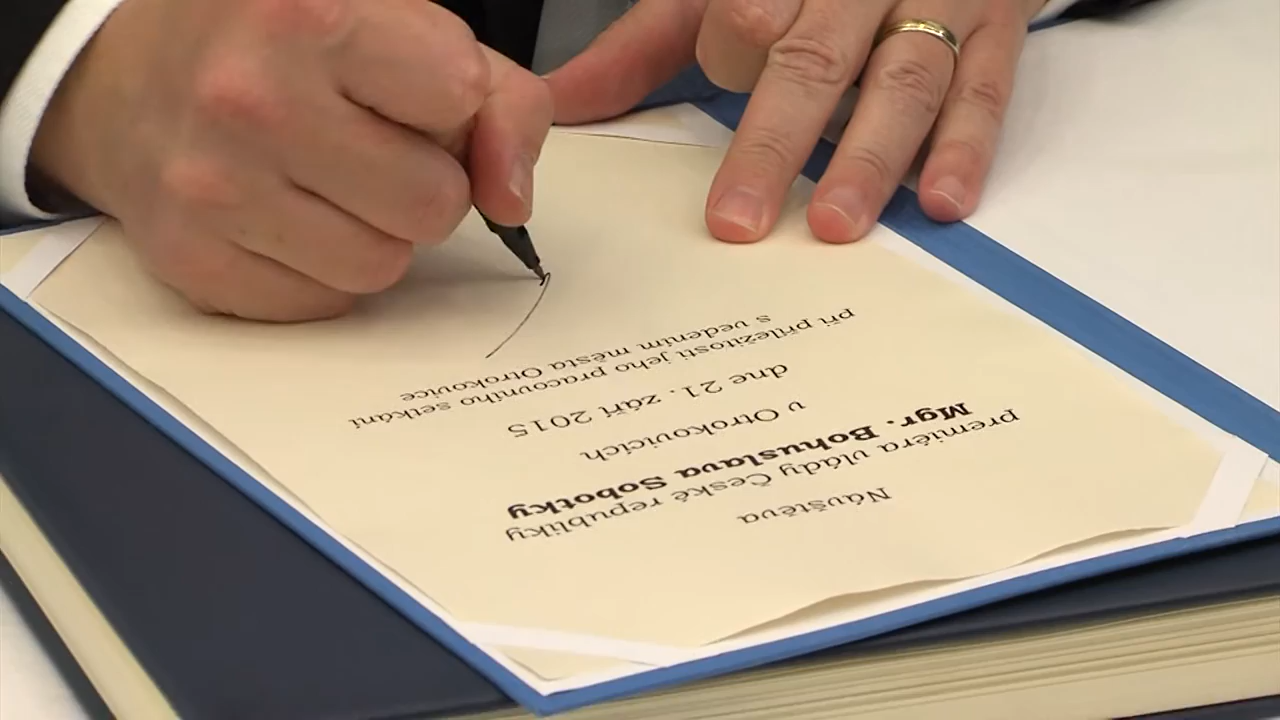 Návštěva
premiéra vlády České republiky
Mgr. Bohuslava Sobotky
v Otrokovicích
dne 21. září 2015
při příležitosti jeho pracovního setkání
s vedením města Otrokovice